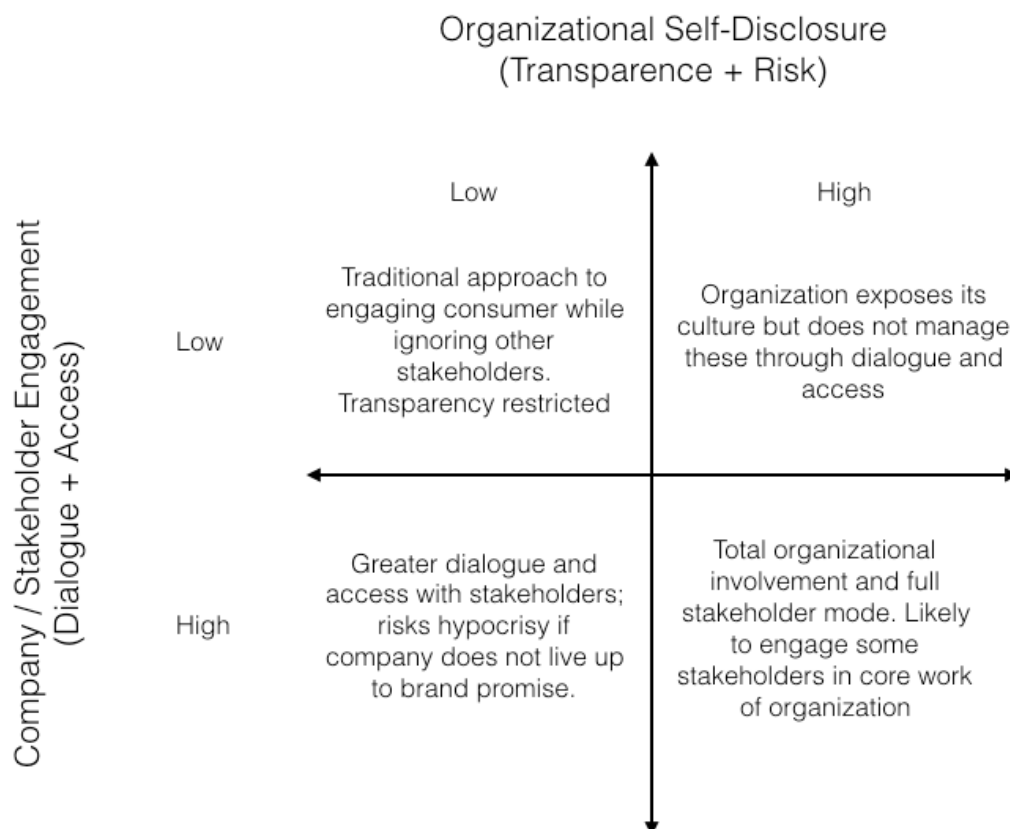 Organizational Self-Disclosure
(Transparence + Risk)
Low
High
Company / Stakeholder Engagement
(Dialogue + Access)
Low
Traditional approach to
engaging consumer while
ignoring other
stakeholders.
Transparency restricted
Organization exposes its
culture but does not manage
these through dialogue and
access
High
Greater dialogue and
access with stakeholders;
risks hypocrisy if
company does not live up
to brand promise.
Total organizational
involvement and full
stakeholder mode. Likely
to engage some
stakeholders in core work
of organization